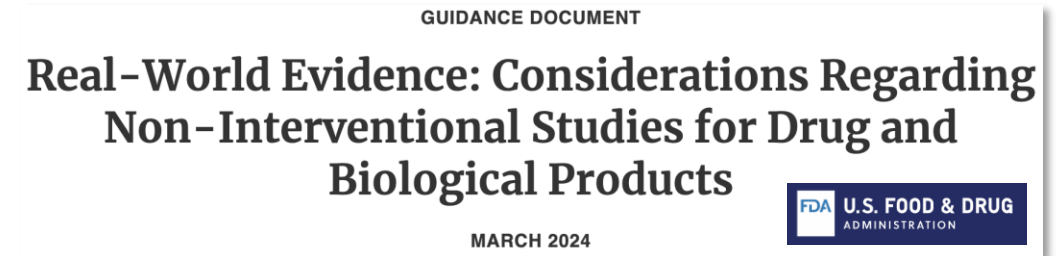 GUIDANCE DOCUMENT
Real-World Evidence: Considerations Regarding
Non-Interventional Studies for Drug and
Biological Products
FDA U.S. FOOD & DRUG
ADMINISTRATION
MARCH 2024